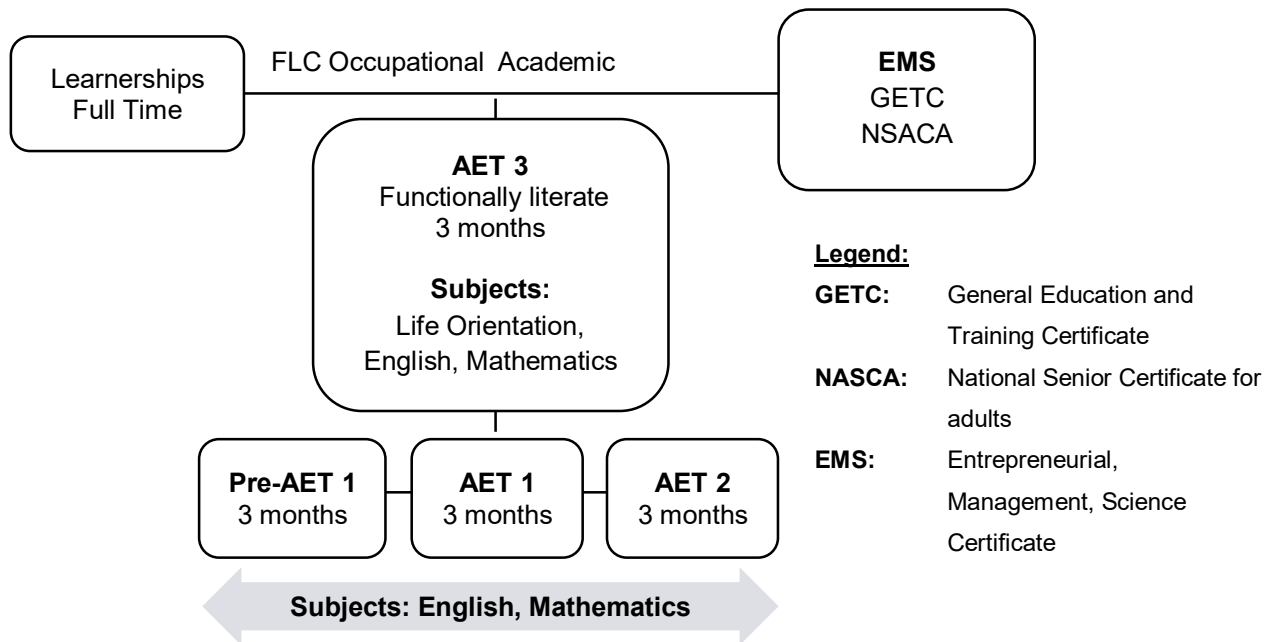 Learnerships
Full Time
FLC Occupational Academic
EMS
GETC
NSACA
AET 3
Functionally literate
3 months
Subjects:
Life Orientation,
English, Mathematics
Legend:
GETC: General Education and
Training Certificate
NASCA: National Senior Certificate for
adults
EMS: Entrepreneurial,
Management, Science
Certificate
Pre-AET 1
3 months
AET 1
3 months
AET 2
3 months
Subjects: English, Mathematics